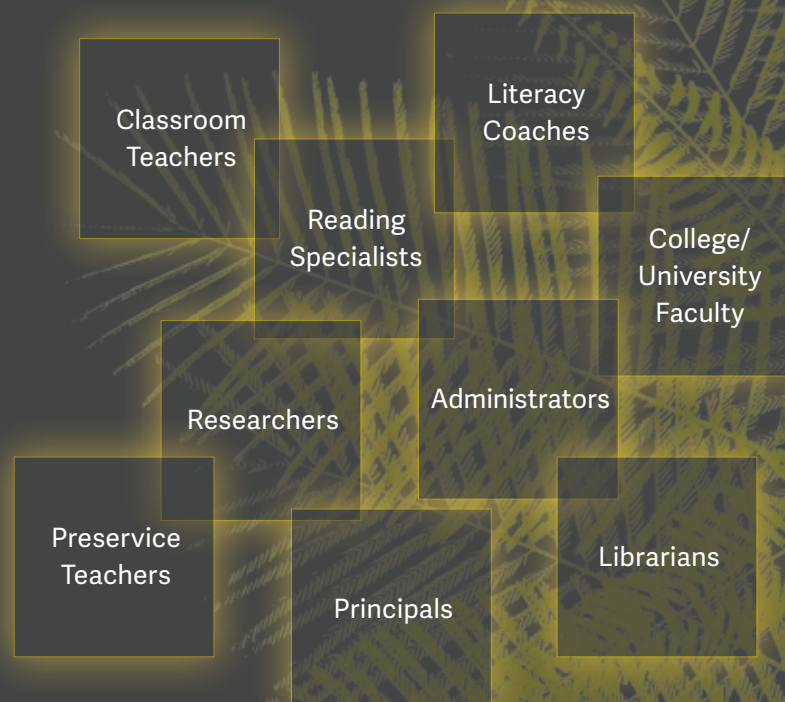 Classroom
Teachers
Literacy
Coaches
Reading
Specialists
College/
University
Faculty
Researchers
Administrators
Preservice
Teachers
Principals
Librarians